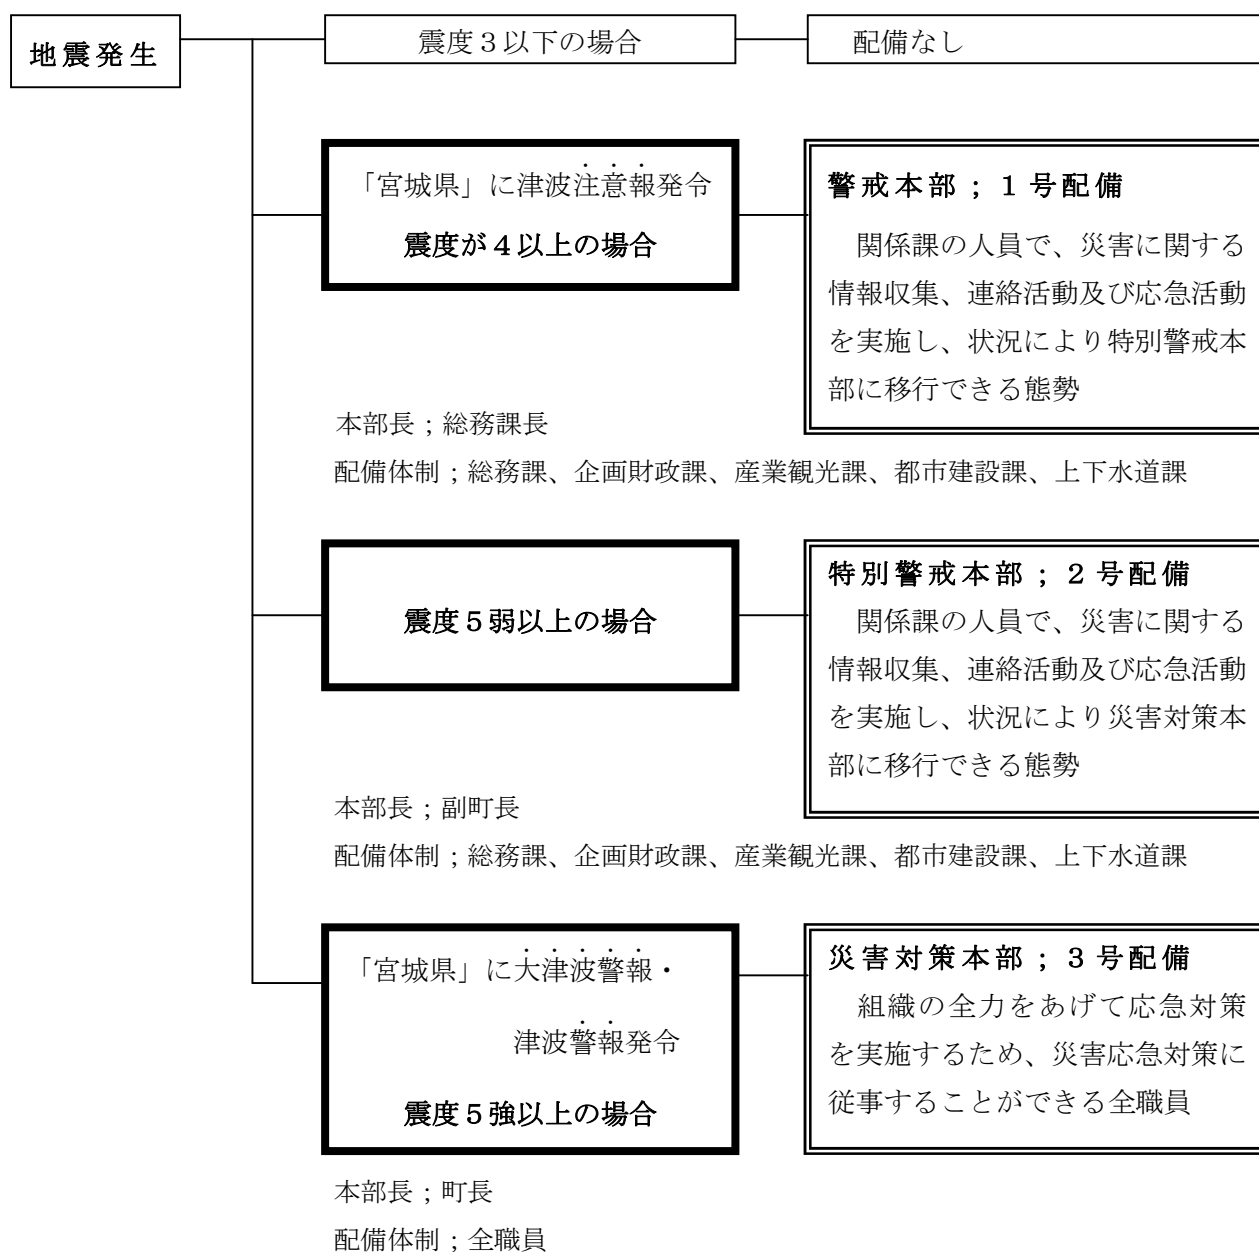 地震発生
震度３以下の場合
配備なし
「宮城県」に津波注意報発令
震度が４以上の場合
警戒本部；１号配備
関係課の人員で、災害に関する
情報収集、連絡活動及び応急活動
を実施し、状況により特別警戒本
部に移行できる態勢
本部長；総務課長
配備体制；総務課、企画財政課、産業観光課、都市建設課、上下水道課
震度５弱以上の場合
特別警戒本部；２号配備
関係課の人員で、災害に関する
情報収集、連絡活動及び応急活動
を実施し、状況により災害対策本
部に移行できる態勢
本部長；副町長
配備体制；総務課、企画財政課、産業観光課、都市建設課、上下水道課
「宮城県」に大津波警報・
津波警報発令
震度５強以上の場合
災害対策本部；３号配備
組織の全力をあげて応急対策
を実施するため、災害応急対策に
従事することができる全職員
本部長；町長
配備体制；全職員